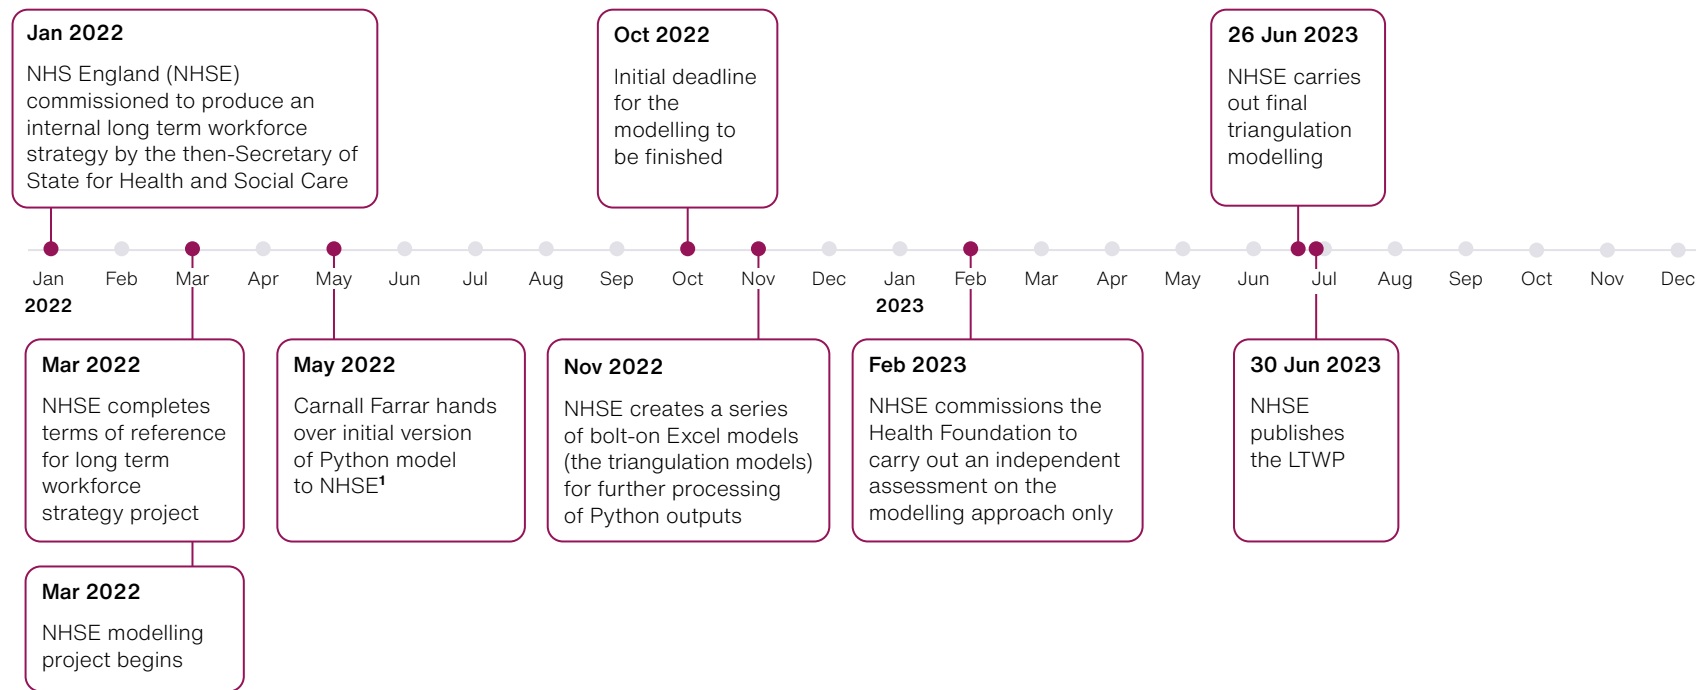 Jan 2022
NHS England (NHSE)
commissioned to produce an
internal long term workforce
strategy by the then-Secretary of
State for Health and Social Care
Oct 2022
Initial deadline
for the
modelling to
be finished
26 Jun 2023
NHSE carries
out final
triangulation
modelling
Jan Feb Mar Apr May Jun Jul Aug Sep Oct Nov Dec Jan Feb Mar Apr May Jun Jul Aug Sep Oct Nov Dec
2022 2023
Mar 2022
NHSE completes
terms of reference
for long term
workforce
strategy project
May 2022
Carnall Farrar hands
over initial version
of Python model
to NHSE¹
Nov 2022
NHSE creates a series
of bolt-on Excel models
(the triangulation models)
for further processing
of Python outputs
Feb 2023
NHSE commissions the
Health Foundation to
carry out an independent
assessment on the
modelling approach only
30 Jun 2023
NHSE
publishes
the LTWP
Mar 2022
NHSE modelling
project begins